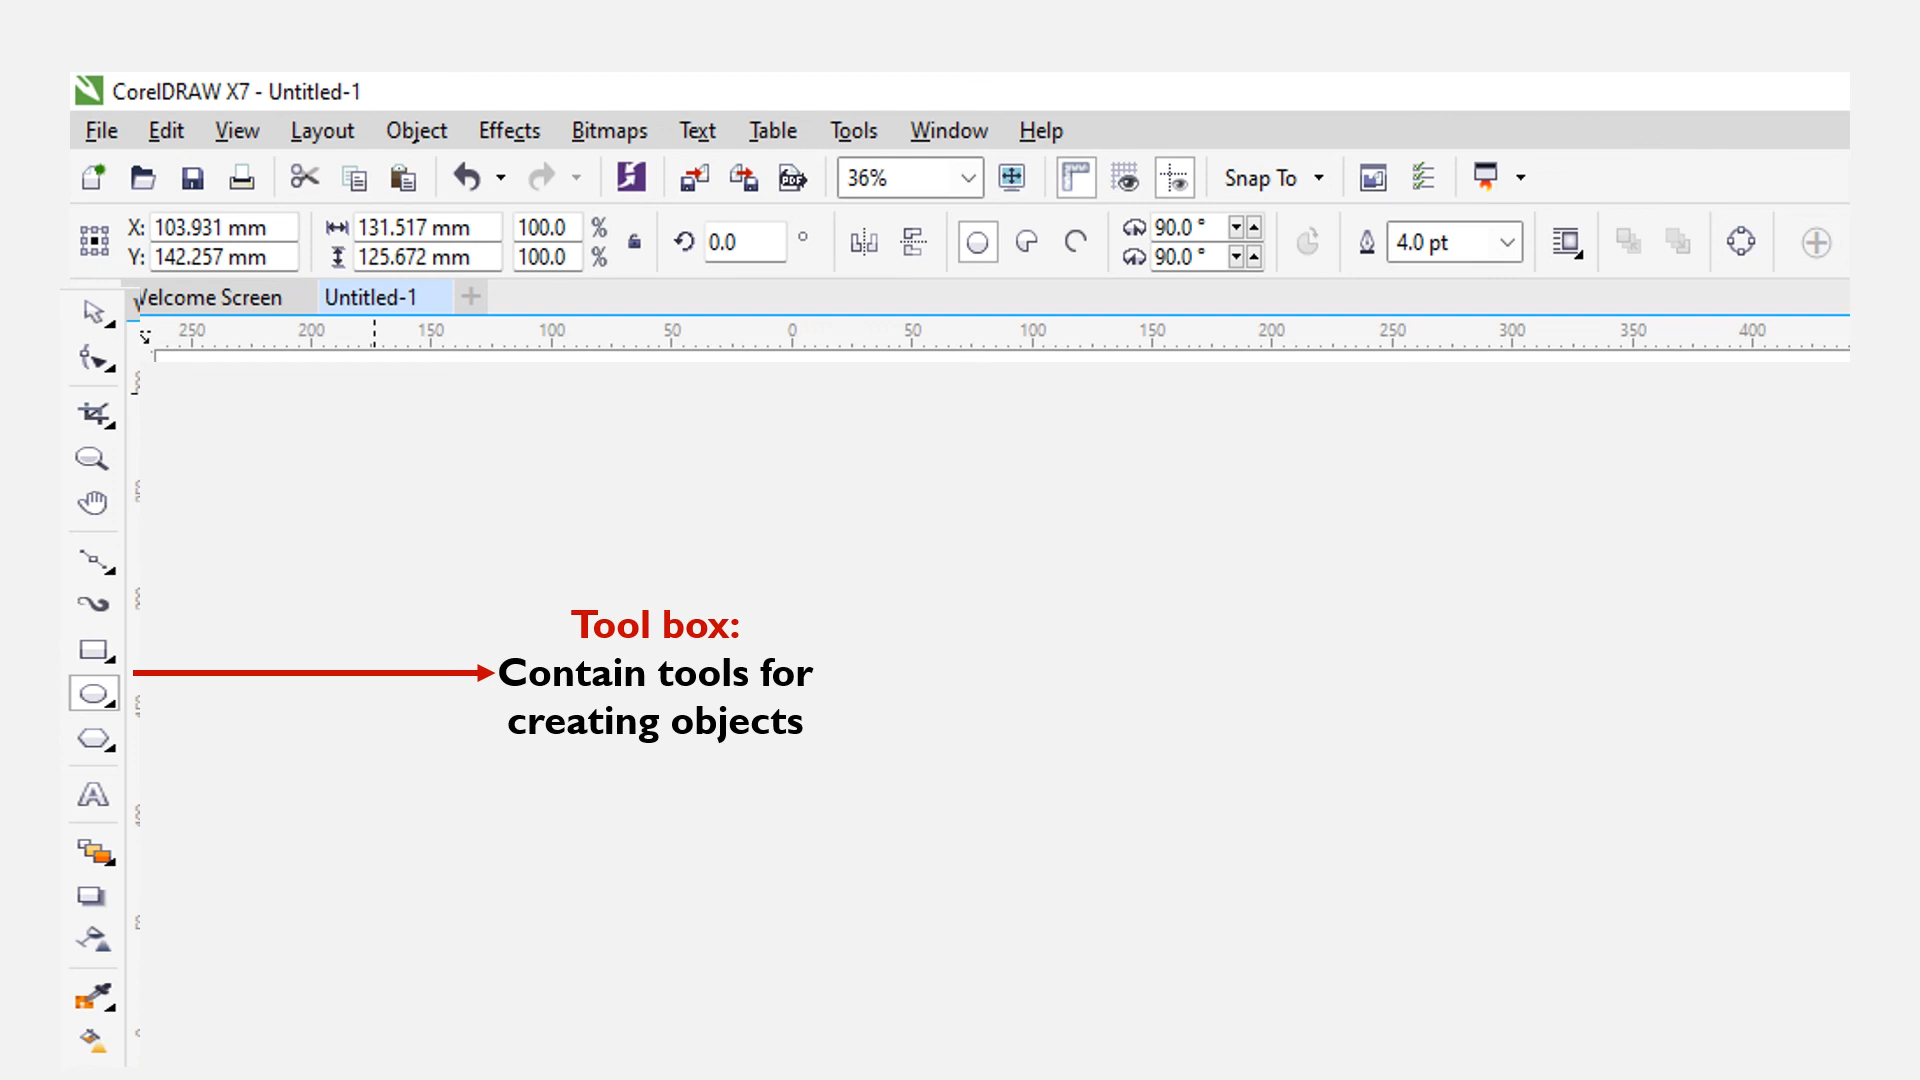 CorelDRAW X7 - Untitled-1
File Edit View Layout Object Effects Bitmaps Text Table Tools Window Help
36% Snap To
X: 103.931 mm 131.517 mm 100.0 % 0.0 ° 90.0 ° 4.0 pt
Y: 142.257 mm 125.672 mm 100.0 % 90.0 °
Welcome Screen Untitled-1
250 200 150 100 50 0 50 100 150 200 250 300 350 400
Tool box:
Contain tools for
creating objects